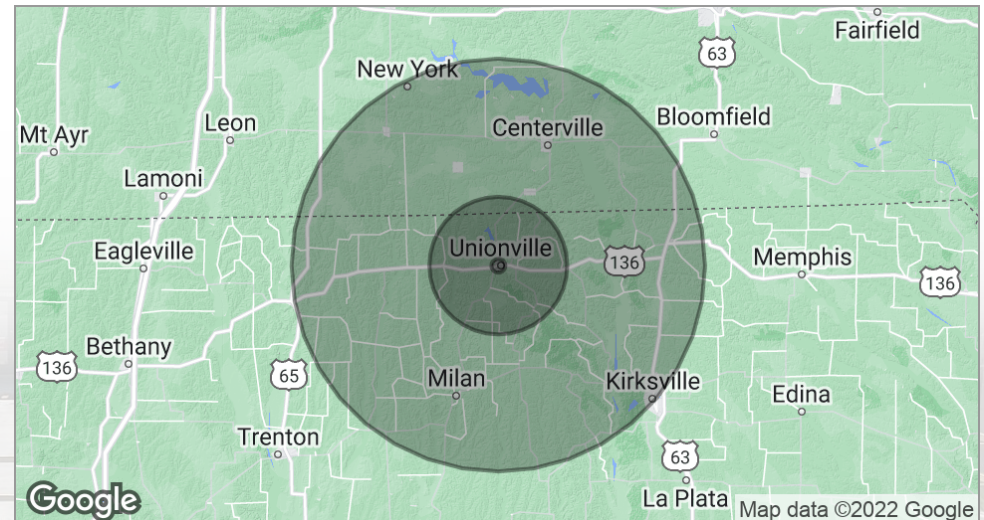 Fairfield
63
New York
Bloomfield
Leon
Centerville
Mt Ayr
Lamoni
Unionville
Eagleville
136
Memphis
136
Bethany
136
65
Milan
Kirksville
Edina
Trenton
63
La Plata
Google
Map data ©2022 Google